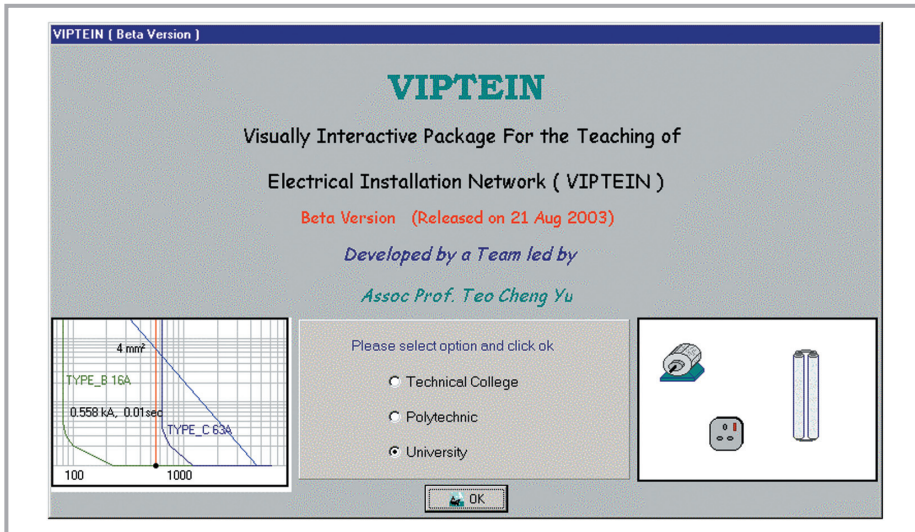 VIPTEIN ( Beta Version )
VIPTEIN
Visually Interactive Package For the Teaching of
Electrical Installation Network ( VIPTEIN )
Beta Version (Released on 21 Aug 2003)
Developed by a Team led by
Assoc Prof. Teo Cheng Yu
4 mm²
TYPE_B 16A
0.558 kA, 0.01sec
TYPE_C 63A
100 1000
Please select option and click ok
Technical College
Polytechnic
University
OK